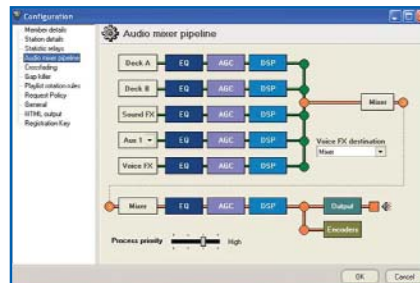 Configuration
Member details
Station details
Statistic relays
Audio mixer pipeline
Crossfading
Gap killer
Playlist rotation rules
Request Policy
General
HTML output
Registration Key
Audio mixer pipeline
Deck A EQ AGC DSP
Deck B EQ AGC DSP
Sound FX EQ AGC DSP
Mixer
Aux 1 EQ AGC DSP
Voice FX EQ AGC DSP
Voice FX destination
Mixer
Mixer EQ AGC DSP Output
Encoders
Process priority High
OK Cancel